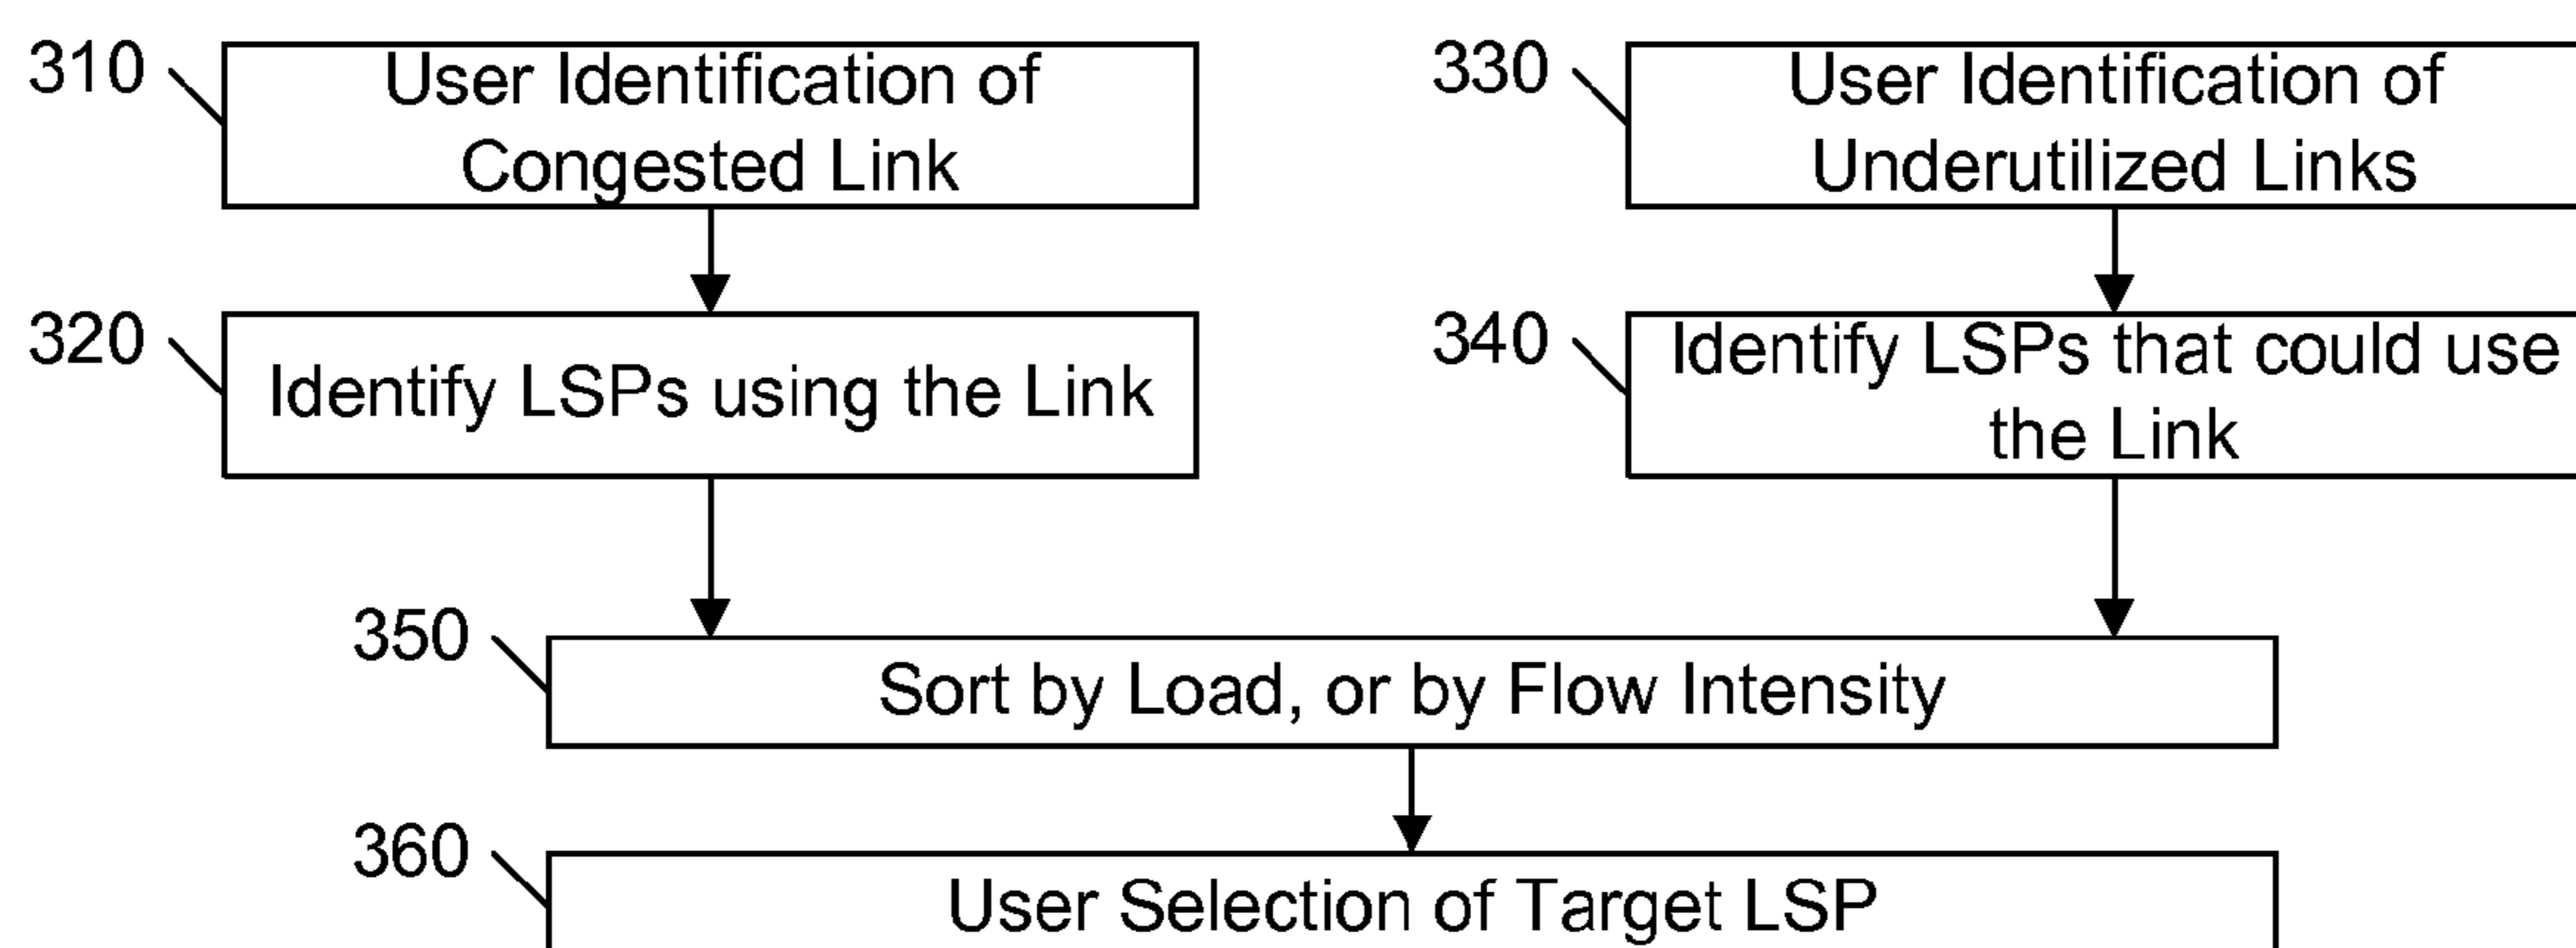 310
User Identification of
Congested Link
330
User Identification of
Underutilized Links
320
Identify LSPs using the Link
340
Identify LSPs that could use
the Link
350
Sort by Load, or by Flow Intensity
360
User Selection of Target LSP